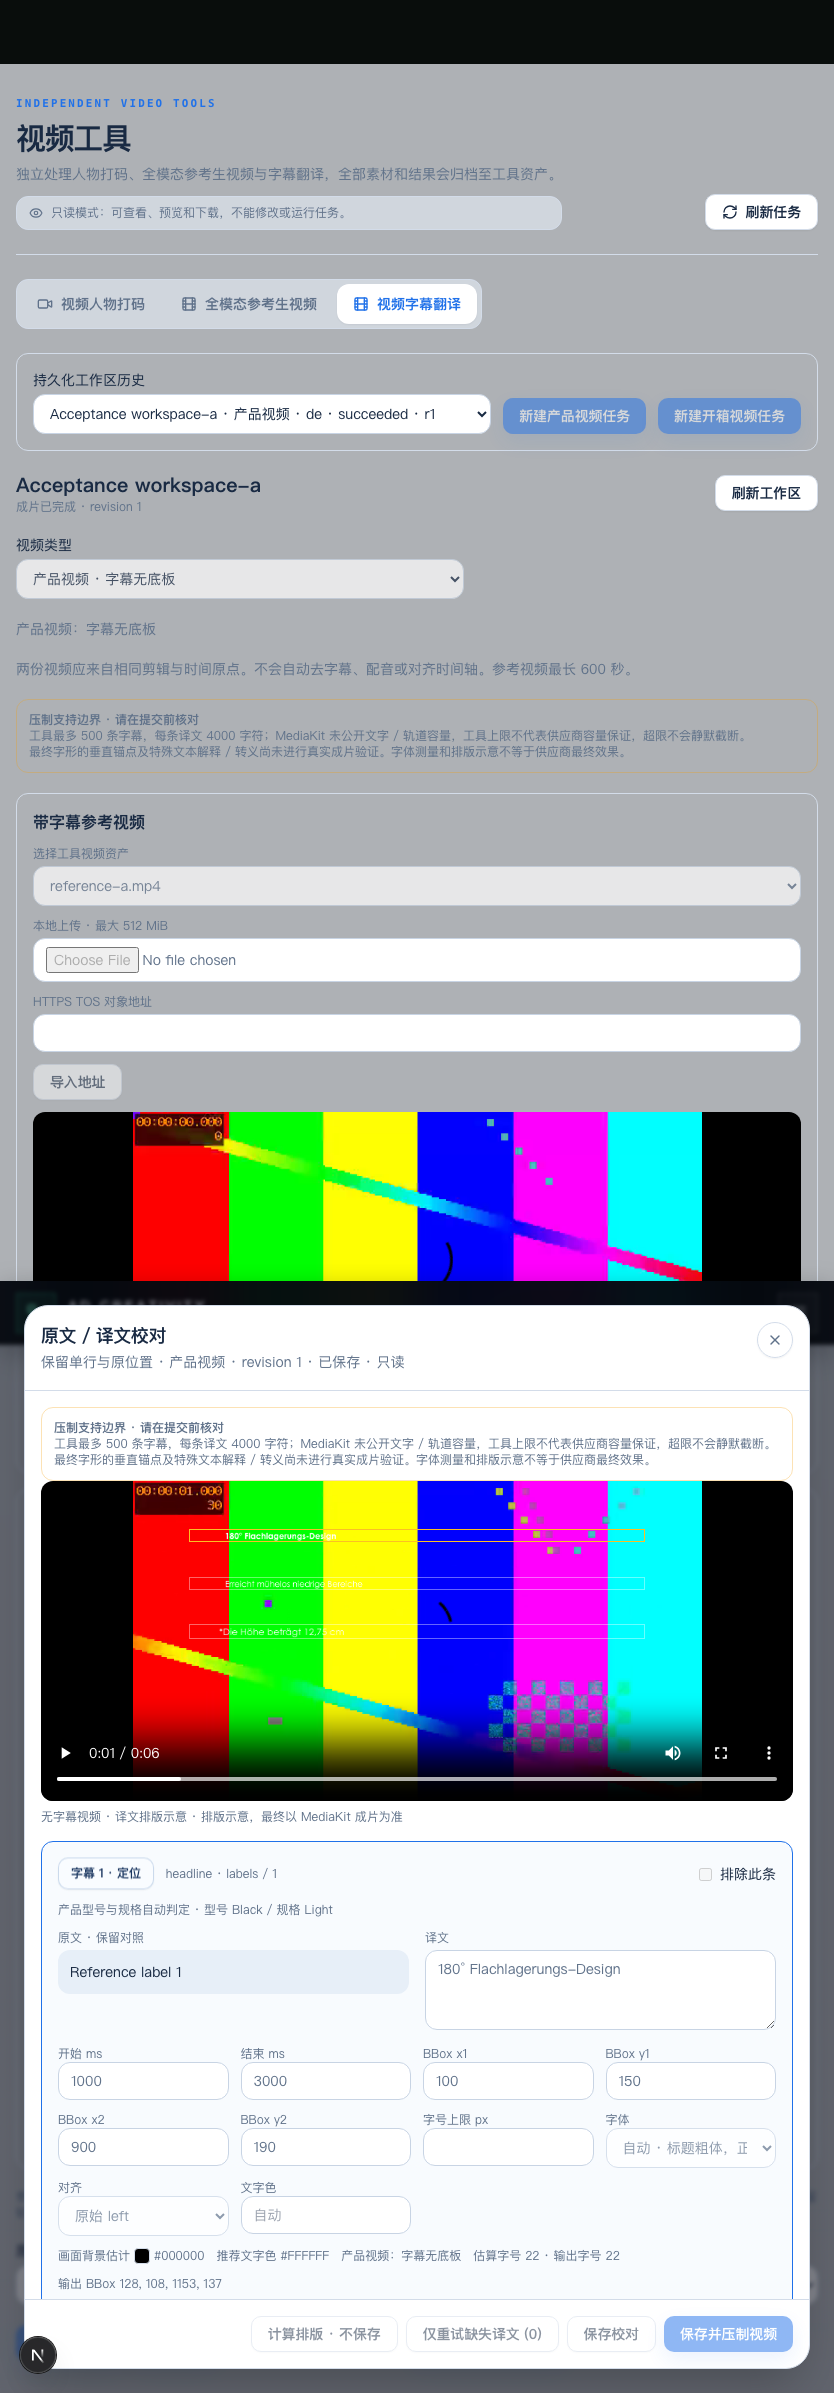 INDEPENDENT VIDEO TOOLS
视频工具
独立处理人物打码、全模态参考生视频与字幕翻译，全部素材和结果会归档至工具资产。
只读模式：可查看、预览和下载，不能修改或运行任务。
刷新任务
视频人物打码
全模态参考生视频
视频字幕翻译
持久化工作区历史
Acceptance workspace-a · 产品视频 · de · succeeded · r1
新建产品视频任务
新建开箱视频任务
Acceptance workspace-a
成片已完成 · revision 1
刷新工作区
视频类型
产品视频 · 字幕无底板
产品视频：字幕无底板
两份视频应来自相同剪辑与时间原点。不会自动去字幕、配音或对齐时间轴。参考视频最长 600 秒。
压制支持边界 · 请在提交前核对
工具最多 500 条字幕，每条译文 4000 字符；MediaKit 未公开文字 / 轨道容量，工具上限不代表供应商容量保证，超限不会静默截断。
最终字形的垂直锚点及特殊文本解释 / 转义尚未进行真实成片验证。字体测量和排版示意不等于供应商最终效果。
带字幕参考视频
选择工具视频资产
reference-a.mp4
本地上传 · 最大 512 MiB
Choose File No file chosen
HTTPS TOS 对象地址
导入地址
00:00:00.000
0
原文 / 译文校对
保留单行与原位置 · 产品视频 · revision 1 · 已保存 · 只读
压制支持边界 · 请在提交前核对
工具最多 500 条字幕，每条译文 4000 字符；MediaKit 未公开文字 / 轨道容量，工具上限不代表供应商容量保证，超限不会静默截断。
最终字形的垂直锚点及特殊文本解释 / 转义尚未进行真实成片验证。字体测量和排版示意不等于供应商最终效果。
00:00:01.000
30
180° Flachlagerungs-Design
Erreicht mühelos niedrige Bereiche
*Die Höhe beträgt 12,75 cm
0:01 / 0:06
无字幕视频 · 译文排版示意 · 排版示意，最终以 MediaKit 成片为准
字幕 1 · 定位
headline · labels / 1
排除此条
产品型号与规格自动判定 · 型号 Black / 规格 Light
原文 · 保留对照
译文
Reference label 1
180° Flachlagerungs-Design
开始 ms
结束 ms
BBox x1
BBox y1
1000
3000
100
150
BBox x2
BBox y2
字号上限 px
字体
900
190
自动 · 标题粗体，正
对齐
文字色
原始 left
自动
画面背景估计 #000000 推荐文字色 #FFFFFF 产品视频：字幕无底板 估算字号 22 · 输出字号 22
输出 BBox 128, 108, 1153, 137
计算排版 · 不保存
仅重试缺失译文 (0)
保存校对
保存并压制视频
N